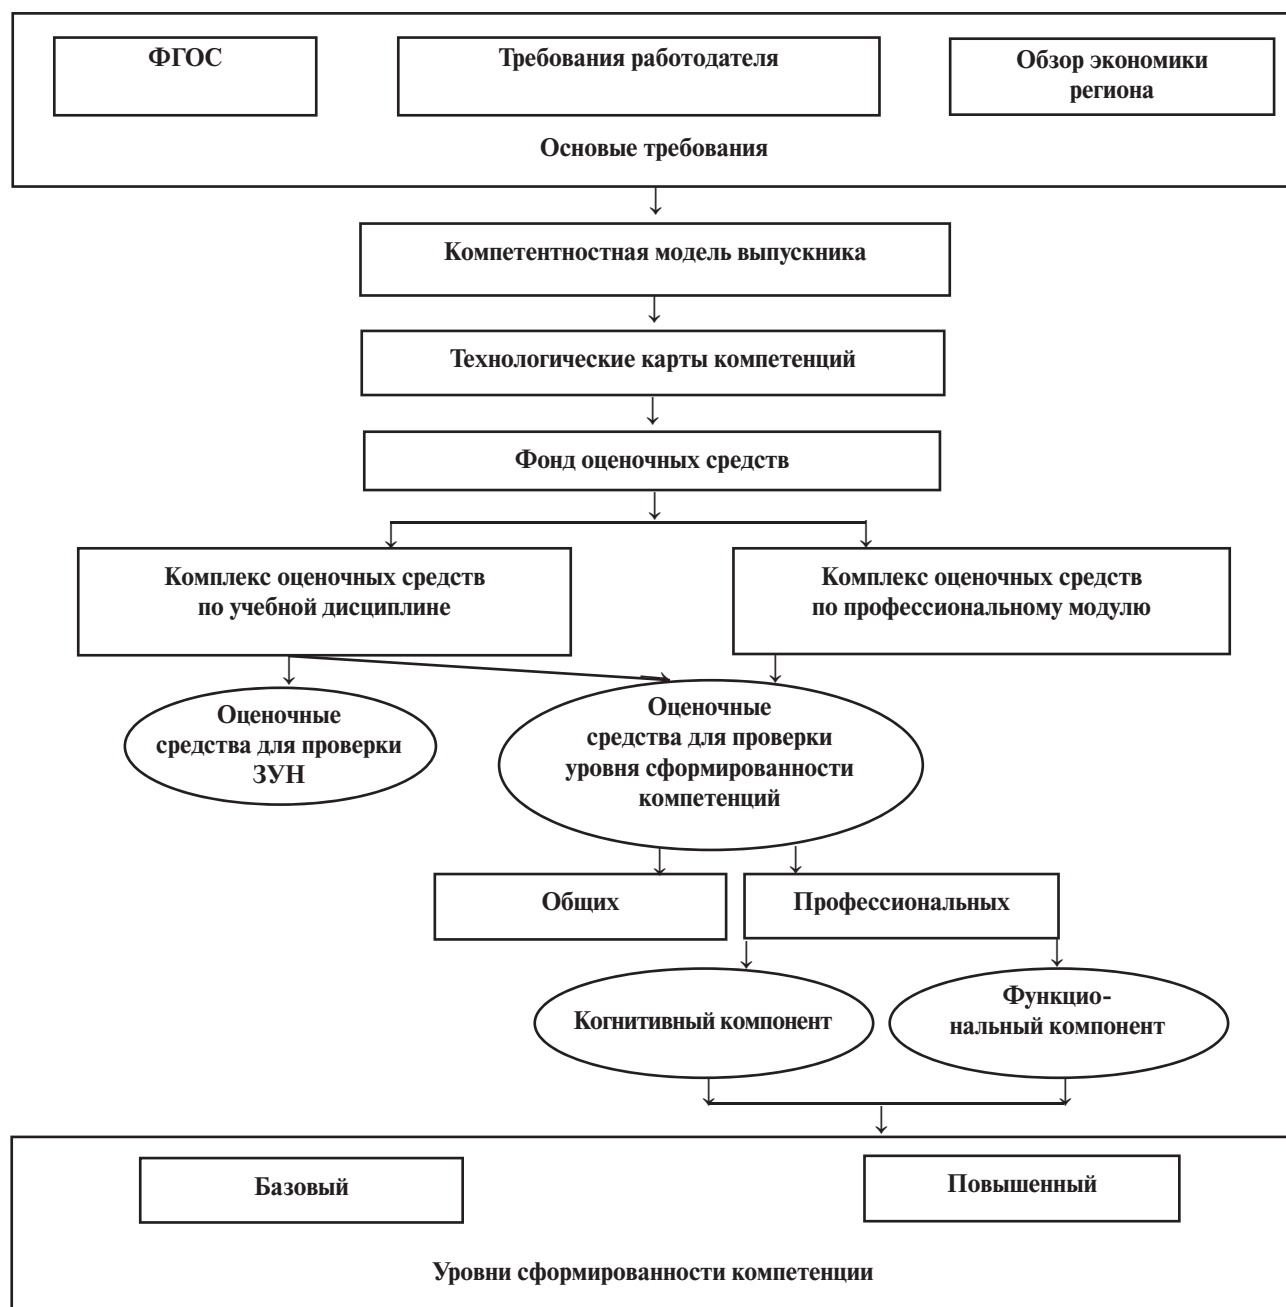 ФГОС
Требования работодателя
Обзор экономики
региона
Основые требования
Компетентностная модель выпускника
Технологические карты компетенций
Фонд оценочных средств
Комплекс оценочных средств
по учебной дисциплине
Комплекс оценочных средств
по профессиональному модулю
Оценочные
средства для проверки
ЗУН
Оценочные
средства для проверки
уровня сформированности
компетенций
Общих
Профессиональных
Когнитивный компонент
Функцио-
нальный компонент
Базовый
Повышенный
Уровни сформированности компетенции